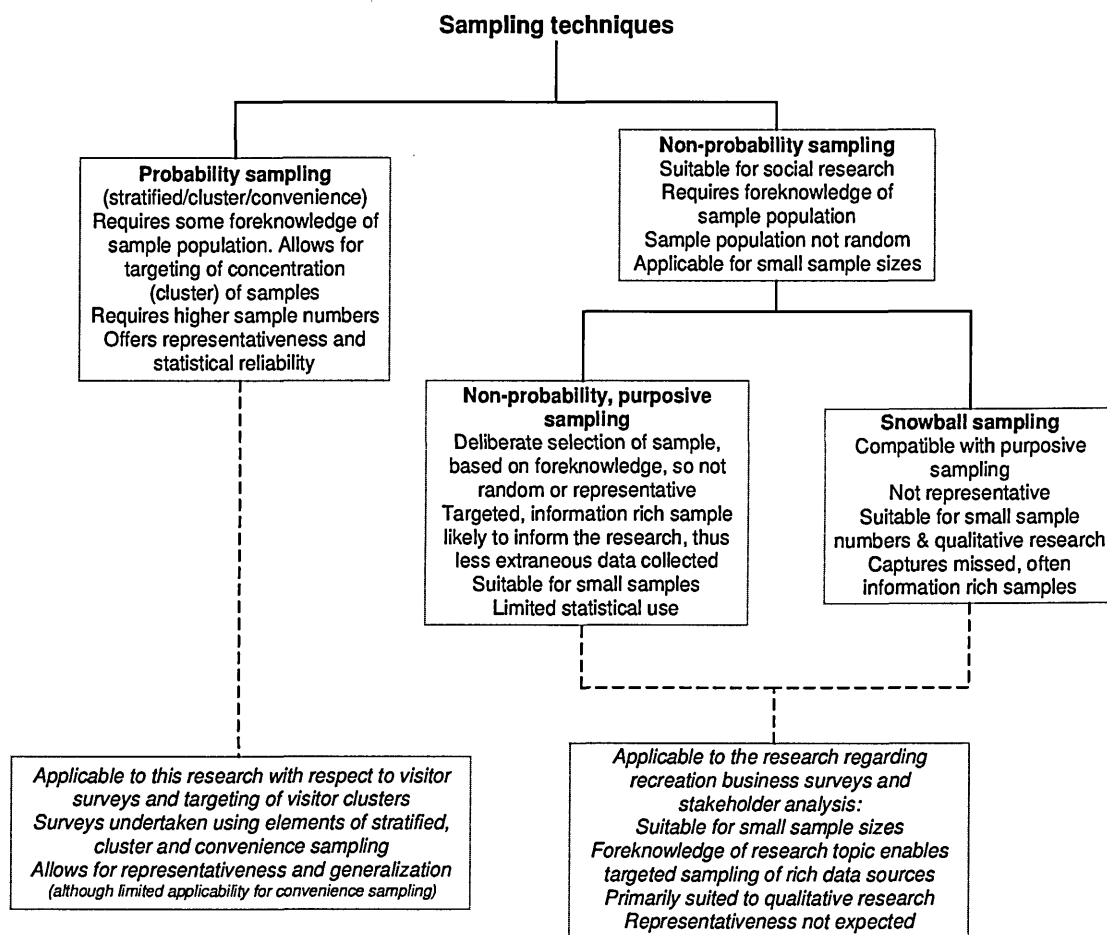 Sampling techniques
Probability sampling
(stratified/cluster/convenience)
Requires some foreknowledge of
sample population. Allows for
targeting of concentration
(cluster) of samples
Requires higher sample numbers
Offers representativeness and
statistical reliability
Non-probability sampling
Suitable for social research
Requires foreknowledge of
sample population
Sample population not random
Applicable for small sample sizes
Non-probability, purposive
sampling
Deliberate selection of sample,
based on foreknowledge, so not
random or representative
Targeted, information rich sample
likely to inform the research, thus
less extraneous data collected
Suitable for small samples
Limited statistical use
Snowball sampling
Compatible with purposive
sampling
Not representative
Suitable for small sample
numbers & qualitative research
Captures missed, often
information rich samples
Applicable to this research with respect to visitor
surveys and targeting of visitor clusters
Surveys undertaken using elements of stratified,
cluster and convenience sampling
Allows for representativeness and generalization
(although limited applicability for convenience sampling)
Applicable to the research regarding
recreation business surveys and
stakeholder analysis:
Suitable for small sample sizes
Foreknowledge of research topic enables
targeted sampling of rich data sources
Primarily suited to qualitative research
Representativeness not expected